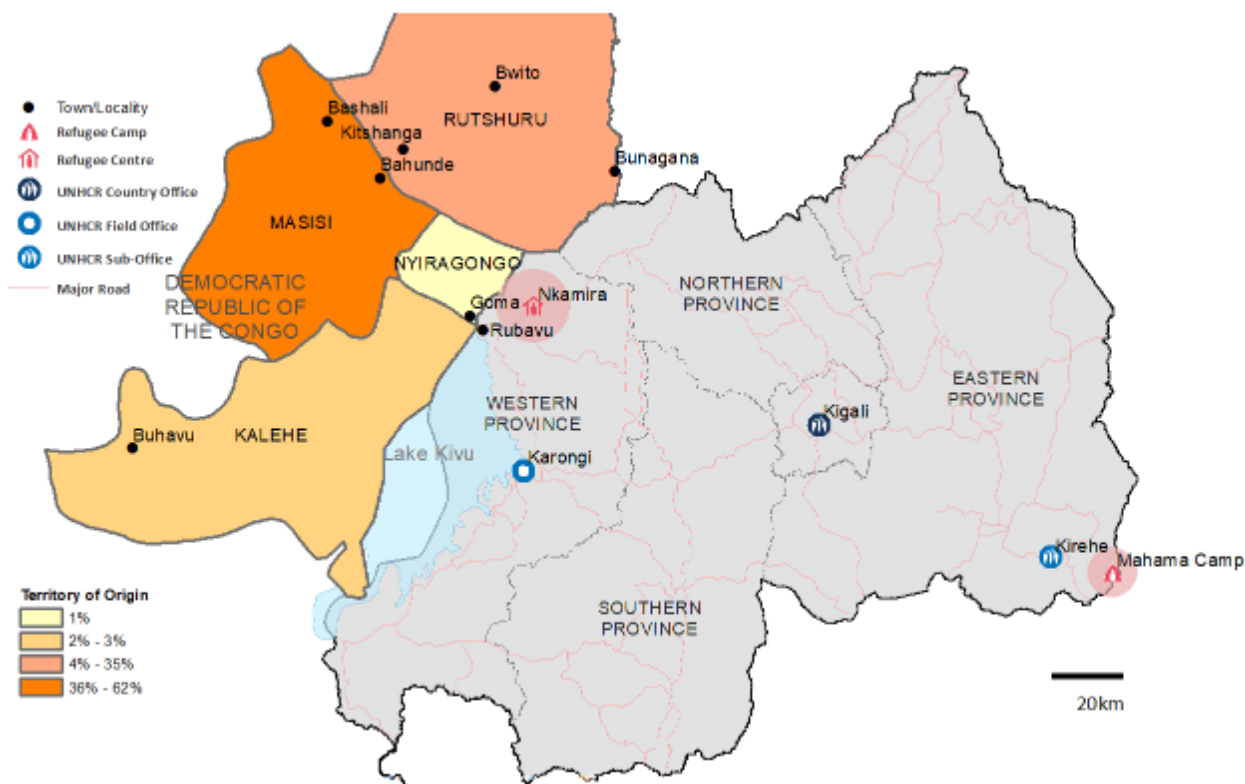 Town/Locality
Refugee Camp
Refugee Centre
UNHCR Country Office
UNHCR Field Office
UNHCR Sub-Office
Major Road
Bwito
Bashali
RUTSHURU
Kitshanga
Bunagana
Bahunde
MASISI
NYIRAGONGO
DEMOCRATIC
REPUBLIC OF
THE CONGO
Goma
Nkamira
Rubavu
NORTHERN
PROVINCE
EASTERN
PROVINCE
WESTERN
PROVINCE
Kigali
Buhavu
KALEHE
Lake Kivu
Karongi
Kirehe
Mahama Camp
SOUTHERN
PROVINCE
Territory of Origin
1%
2% - 3%
4% - 35%
36% - 62%
20km